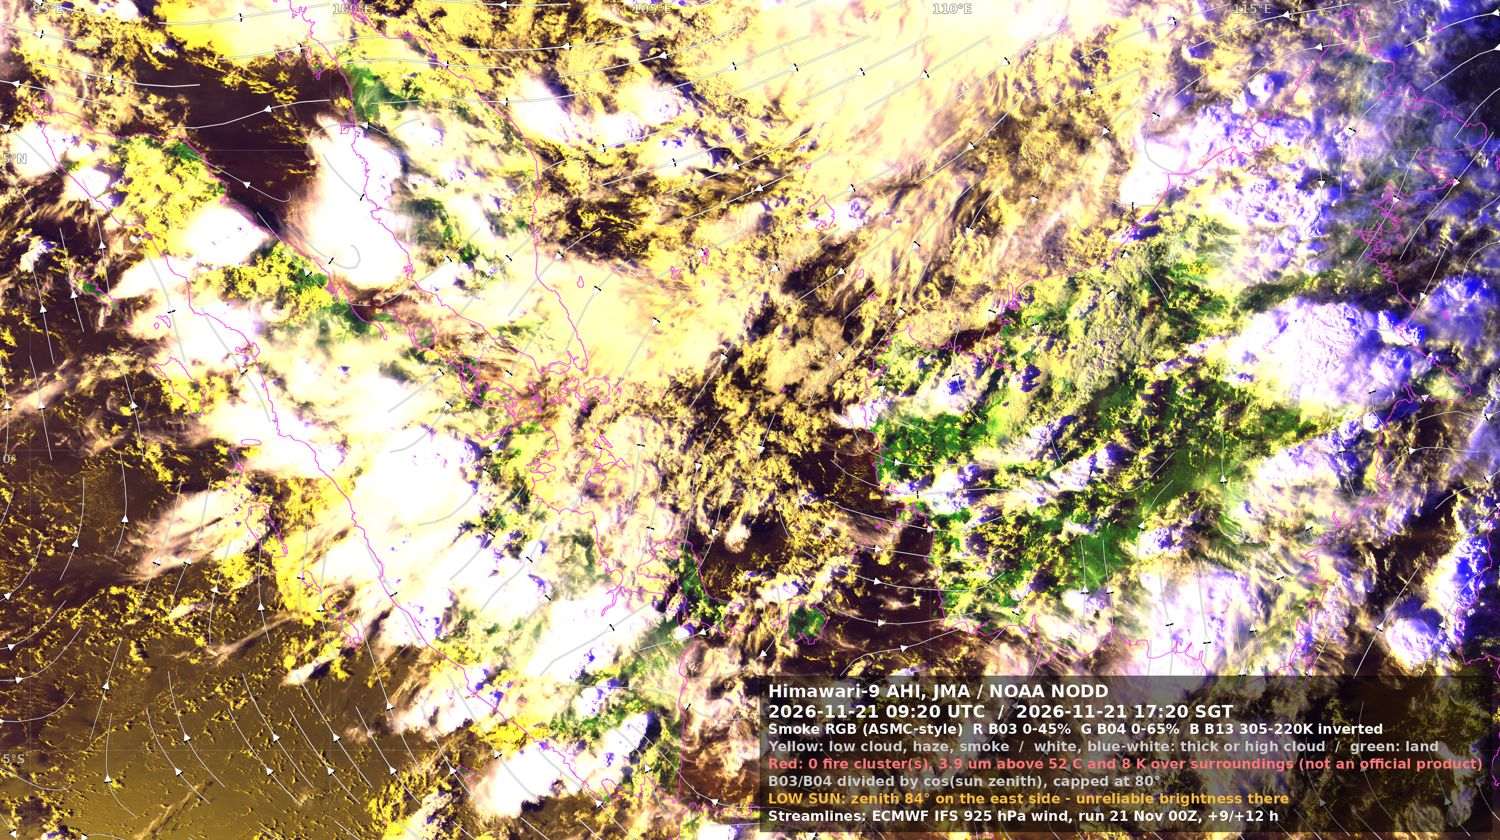 95°E 100°E 105°E 110°E 115°E
5°N
0°
5°S
Himawari-9 AHI, JMA / NOAA NODD
2026-11-21 09:20 UTC / 2026-11-21 17:20 SGT
Smoke RGB (ASMC-style) R B03 0-45% G B04 0-65% B B13 305-220K inverted
Yellow: low cloud, haze, smoke / white, blue-white: thick or high cloud / green: land
Red: 0 fire cluster(s), 3.9 um above 52 C and 8 K over surroundings (not an official product)
B03/B04 divided by cos(sun zenith), capped at 80°
LOW SUN: zenith 84° on the east side - unreliable brightness there
Streamlines: ECMWF IFS 925 hPa wind, run 21 Nov 00Z, +9/+12 h